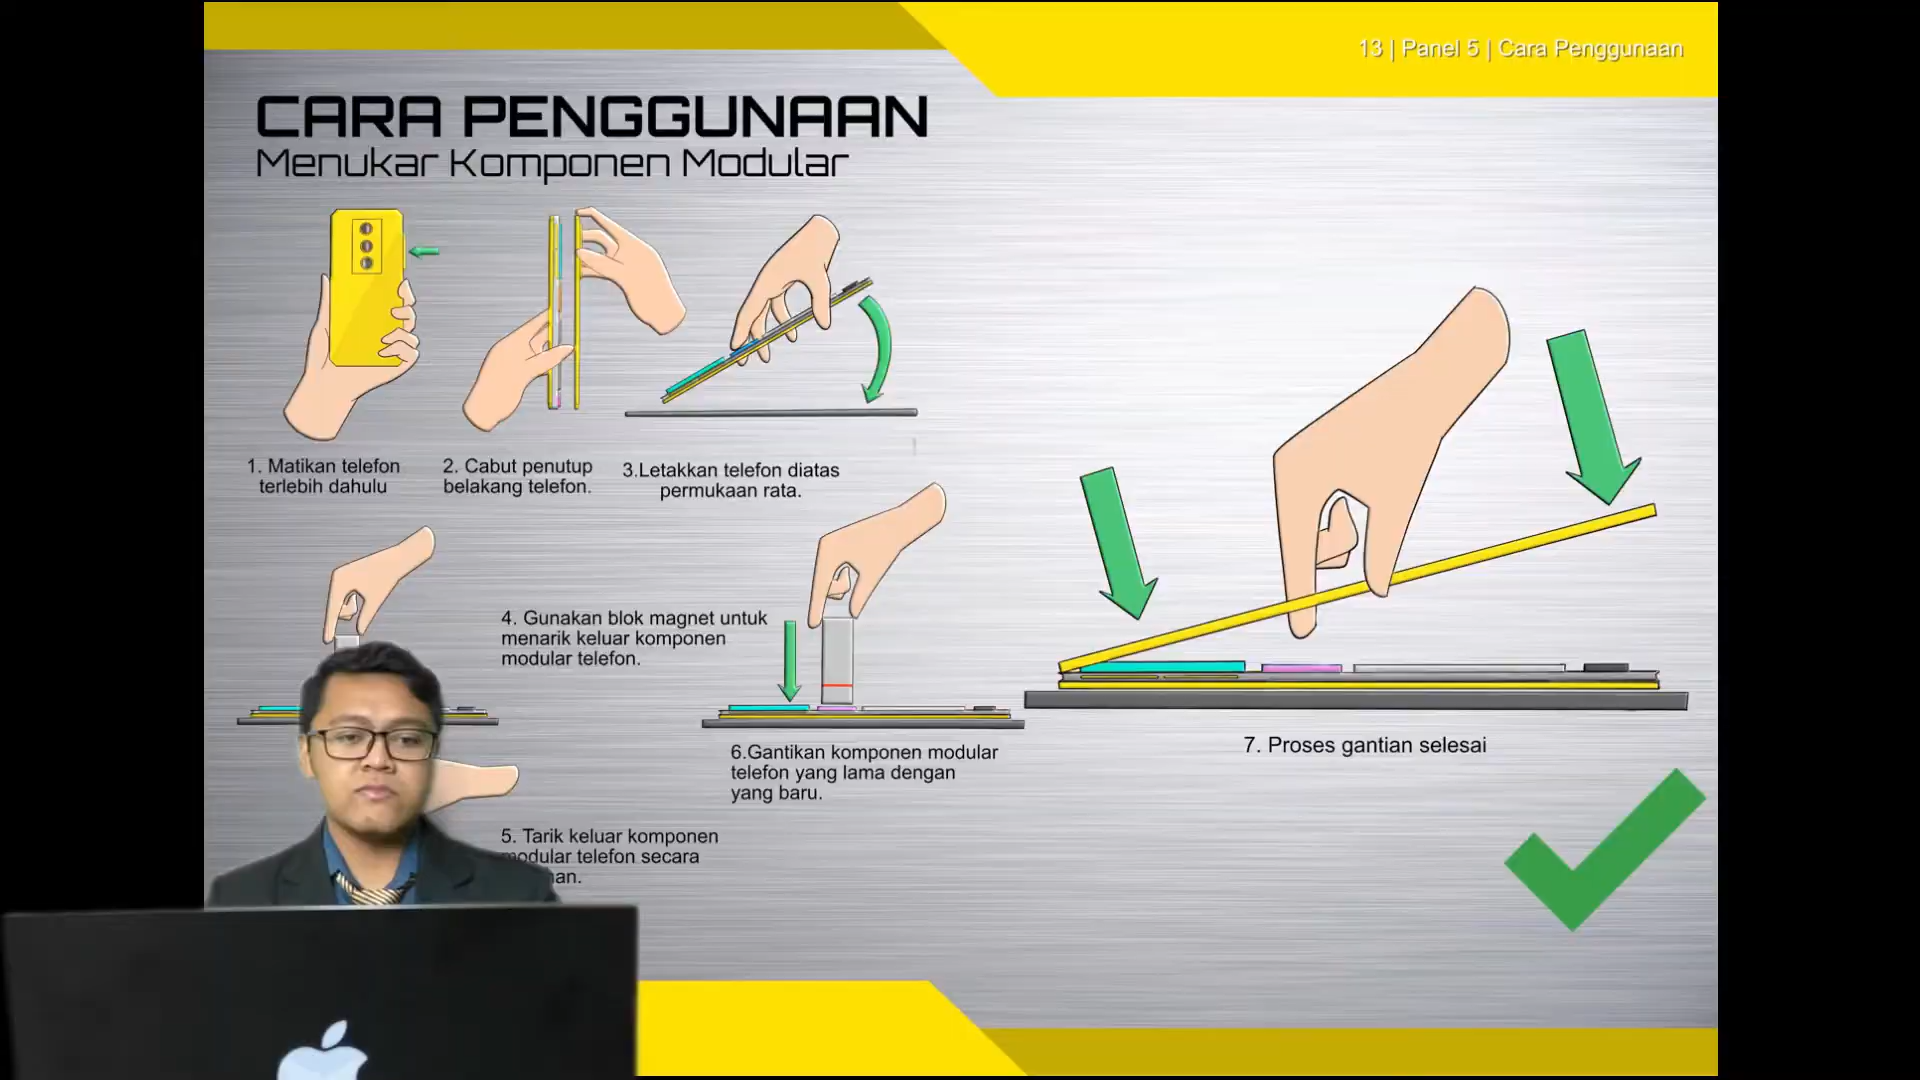 13 | Panel 5 | Cara Penggunaan
CARA PENGGUNAAN
Menukar Komponen Modular
1. Matikan telefon
terlebih dahulu
2. Cabut penutup
belakang telefon.
3.Letakkan telefon diatas
permukaan rata.
4. Gunakan blok magnet untuk
menarik keluar komponen
modular telefon.
5. Tarik keluar komponen
modular telefon secara
6.Gantikan komponen modular
telefon yang lama dengan
yang baru.
7. Proses gantian selesai